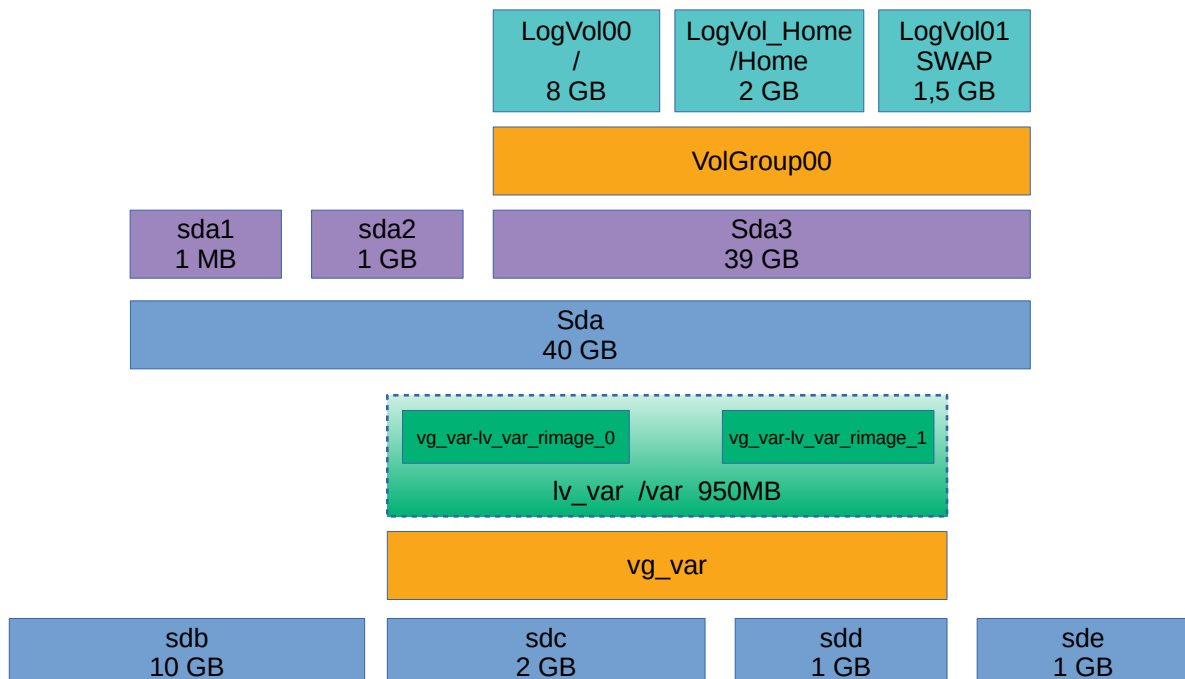 LogVol00
/
8 GB
LogVol_Home
/Home
2 GB
LogVol01
SWAP
1,5 GB
VolGroup00
sda1
1 MB
sda2
1 GB
Sda3
39 GB
Sda
40 GB
vg_var-lv_var_rimage_0
vg_var-lv_var_rimage_1
lv_var /var 950MB
vg_var
sdb
10 GB
sdc
2 GB
sdd
1 GB
sde
1 GB